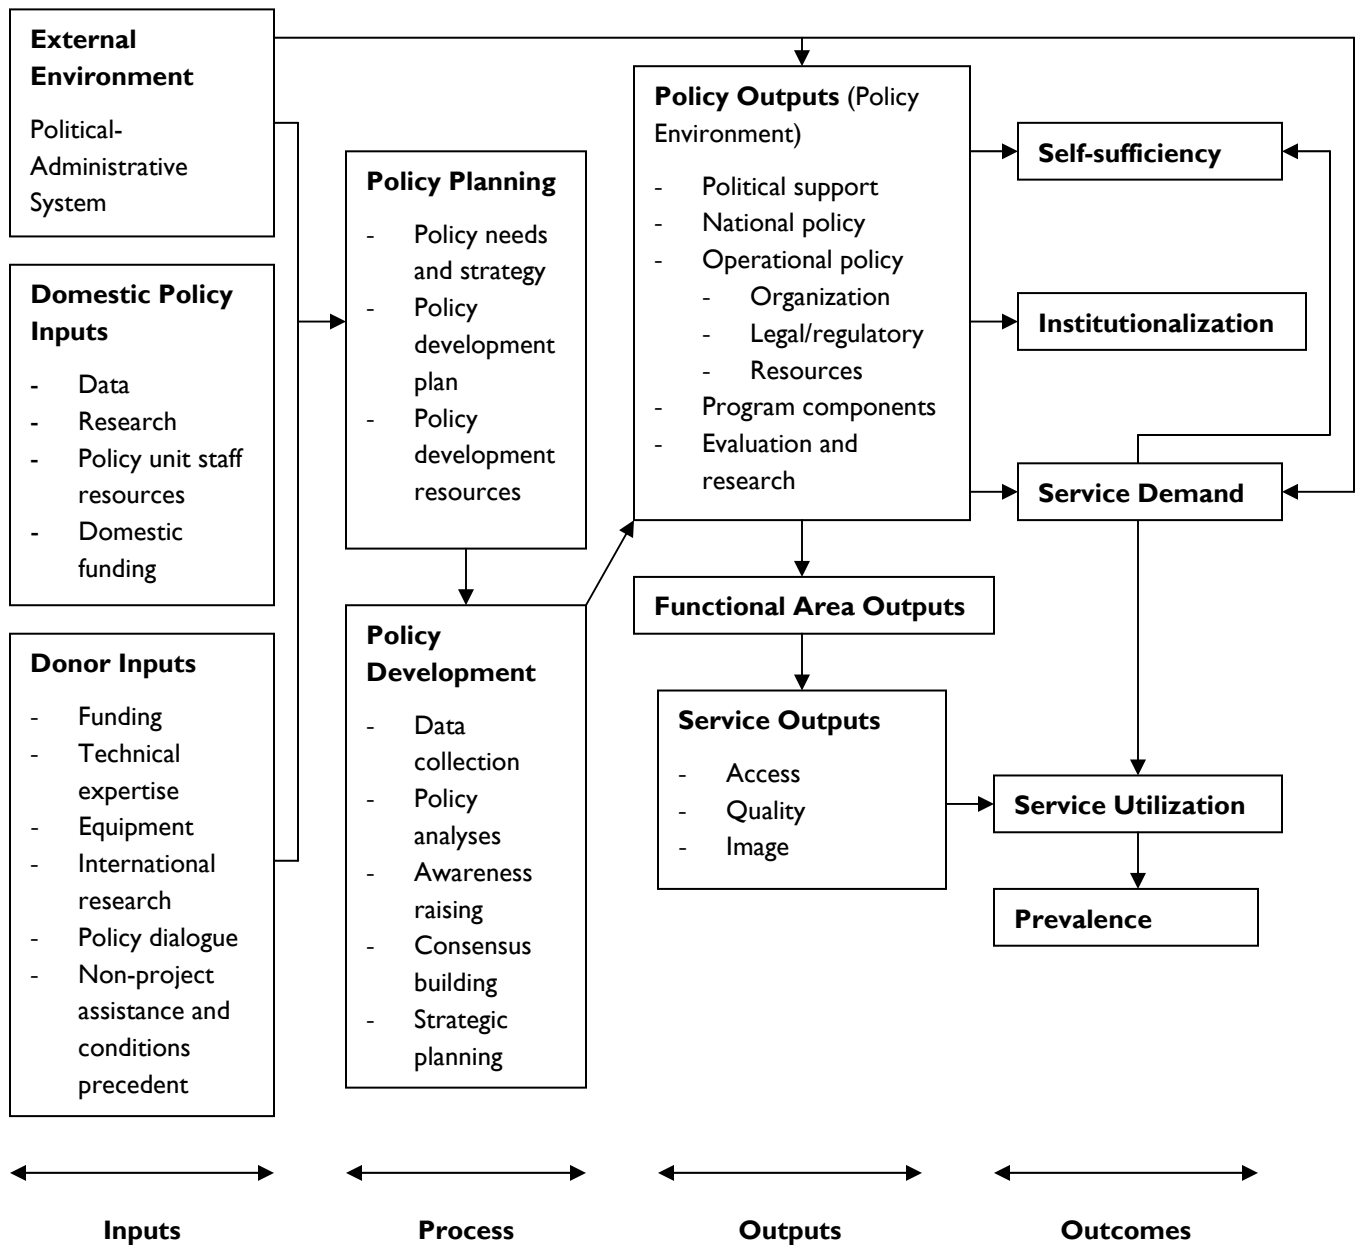 External
Environment
Political-
Administrative
System
Domestic Policy
Inputs
- Data
- Research
- Policy unit staff
resources
- Domestic
funding
Donor Inputs
- Funding
- Technical
expertise
- Equipment
- International
research
- Policy dialogue
- Non-project
assistance and
conditions
precedent
Policy Planning
- Policy needs
and strategy
- Policy
development
plan
- Policy
development
resources
Policy
Development
- Data
collection
- Policy
analyses
- Awareness
raising
- Consensus
building
- Strategic
planning
Policy Outputs (Policy
Environment)
- Political support
- National policy
- Operational policy
- Organization
- Legal/regulatory
- Resources
- Program components
- Evaluation and
research
Functional Area Outputs
Service Outputs
- Access
- Quality
- Image
Self-sufficiency
Institutionalization
Service Demand
Service Utilization
Prevalence
Inputs
Process
Outputs
Outcomes